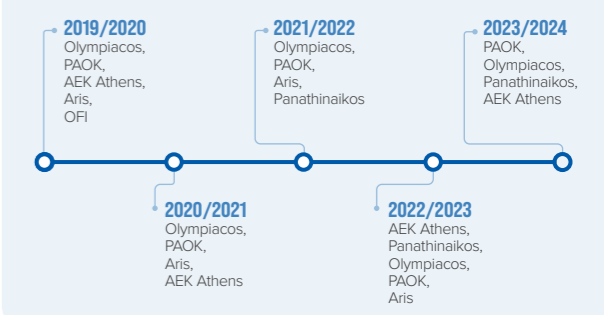 2019/2020
Olympiacos,
PAOK,
AEK Athens,
Aris,
OFI
2020/2021
Olympiacos,
PAOK,
Aris,
AEK Athens
2021/2022
Olympiacos,
PAOK,
Aris,
Panathinaikos
2022/2023
AEK Athens,
Panathinaikos,
Olympiacos,
PAOK,
Aris
2023/2024
PAOK,
Olympiacos,
Panathinaikos,
AEK Athens